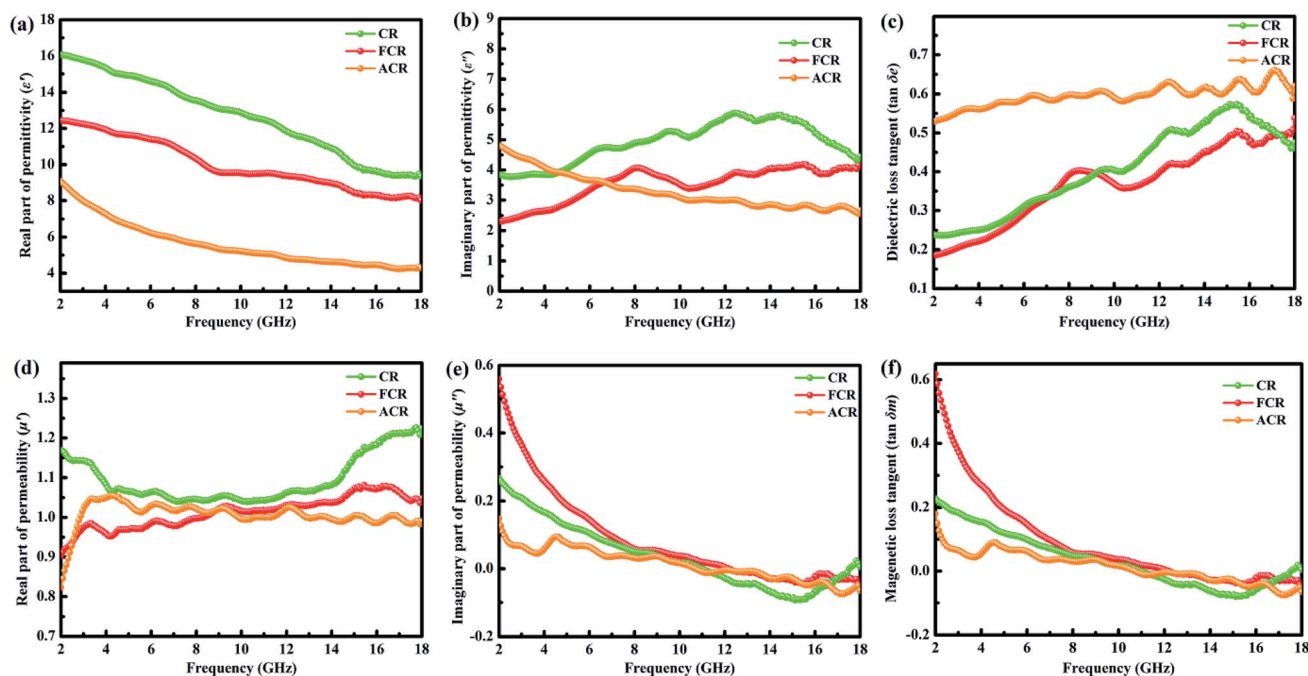 (a)
CR
FCR
ACR
Real part of permittivity (ε')
18
16
14
12
10
8
6
4
2 4 6 8 10 12 14 16 18
Frequency (GHz)
(b)
CR
FCR
ACR
Imaginary part of permittivity (ε'')
9
8
7
6
5
4
3
2
1
0
2 4 6 8 10 12 14 16 18
Frequency (GHz)
(c)
CR
FCR
ACR
Dielectric loss tangent (tan δe)
0.7
0.6
0.5
0.4
0.3
0.2
0.1
2 4 6 8 10 12 14 16 18
Frequency (GHz)
(d)
CR
FCR
ACR
Real part of permeability (μ')
1.3
1.2
1.1
1.0
0.9
0.8
0.7
2 4 6 8 10 12 14 16 18
Frequency (GHz)
(e)
CR
FCR
ACR
Imaginary part of permeability (μ'')
0.6
0.4
0.2
0.0
-0.2
2 4 6 8 10 12 14 16 18
Frequency (GHz)
(f)
CR
FCR
ACR
Magenetic loss tangent (tan δm)
0.6
0.4
0.2
0.0
-0.2
2 4 6 8 10 12 14 16 18
Frequency (GHz)